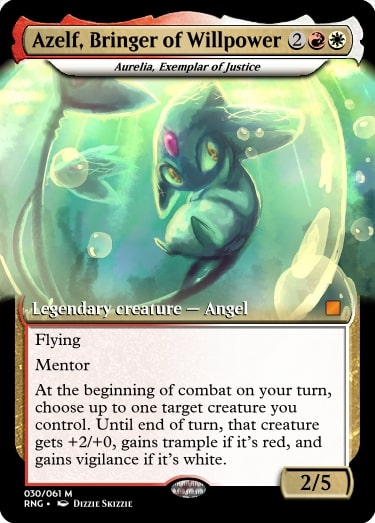 Azelf, Bringer of Willpower 2
Aurelia, Exemplar of Justice
Legendary creature — Angel
Flying
Mentor
At the beginning of combat on your turn,
choose up to one target creature you
control. Until end of turn, that creature
gets +2/+0, gains trample if it's red, and
gains vigilance if it's white.
2/5
030/061 M
RNG • Dizzie Skizzie